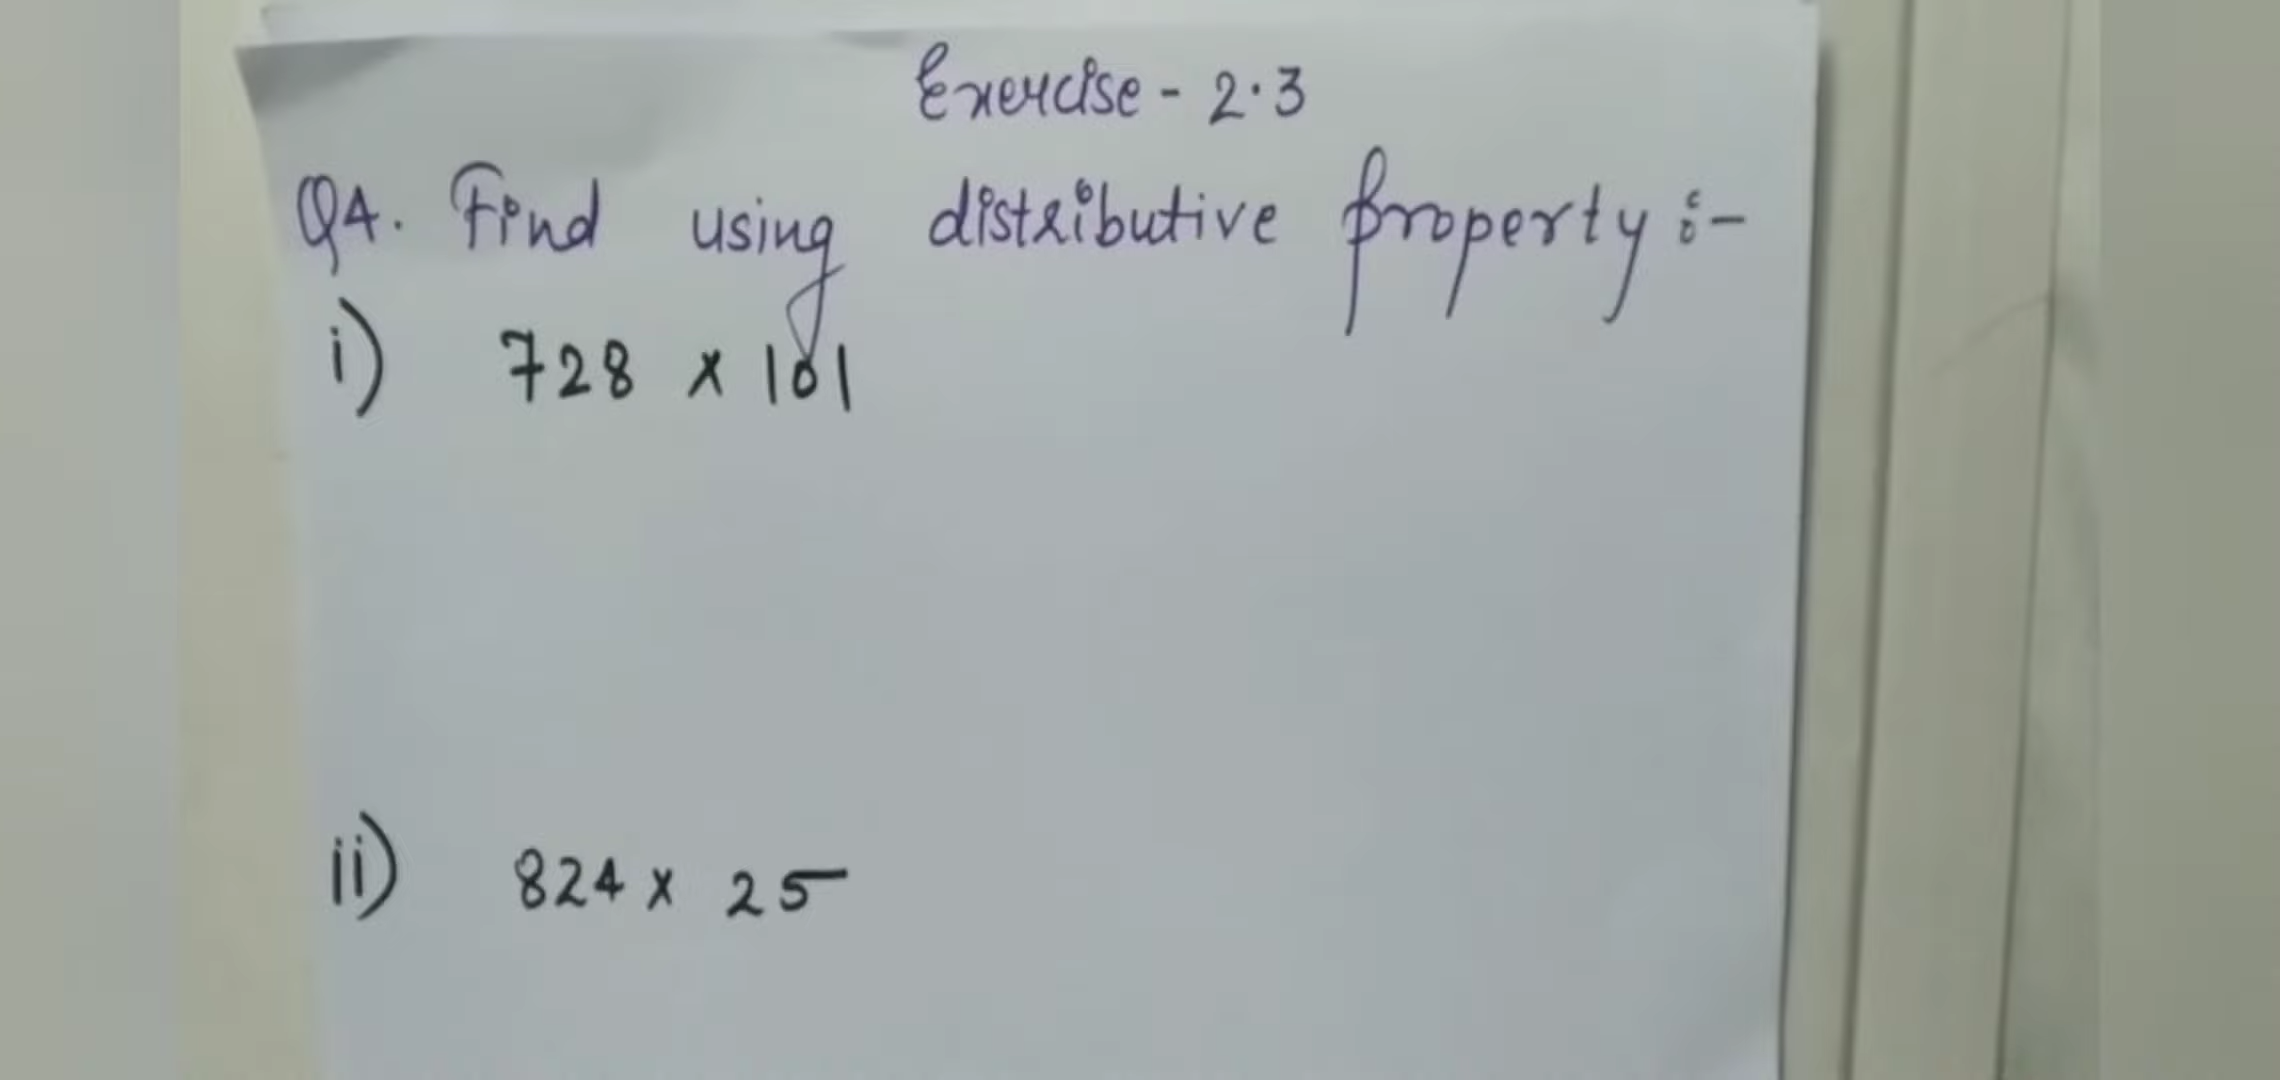 Exercise - 2.3
Q4. Find using distributive property :-
i) 728 x 101
ii) 824 x 25